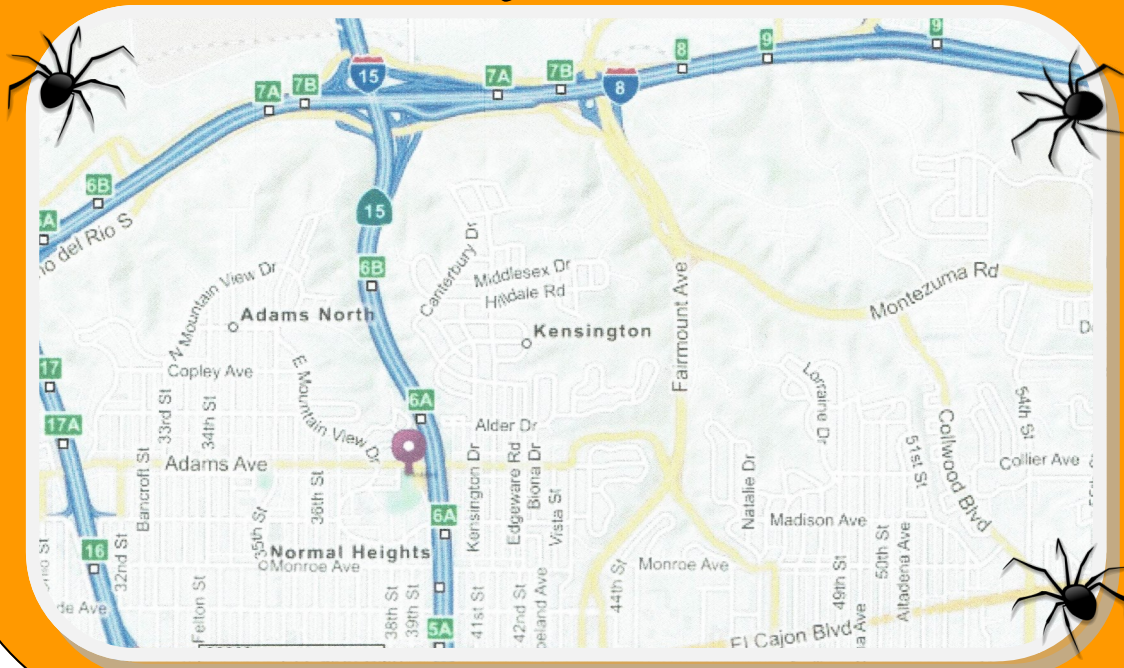 15
7A
7B
7A
7B
8
8
9
9
6B
15
6B
Canterbury Dr
Middlesex Dr
Hilldale Rd
N Mountain View Dr
Adams North
Kensington
Fairmount Ave
Montezuma Rd
17
Copley Ave
E Mountain View Dr
6A
Lorraine Dr
54th St
17A
33rd St
34th St
Alder Dr
Collwood Blvd
51st St
Collier Ave
Adams Ave
Bancroft St
36th St
Kensington Dr
Edgeware Rd
Biona Dr
Vista St
Natalie Dr
6A
Madison Ave
35th St
16
32nd St
Normal Heights
Monroe Ave
Monroe Ave
50th St
Altadena Ave
49th St
44th St
Felton St
38th St
39th St
5A
41st St
42nd St
El Cajon Blvd